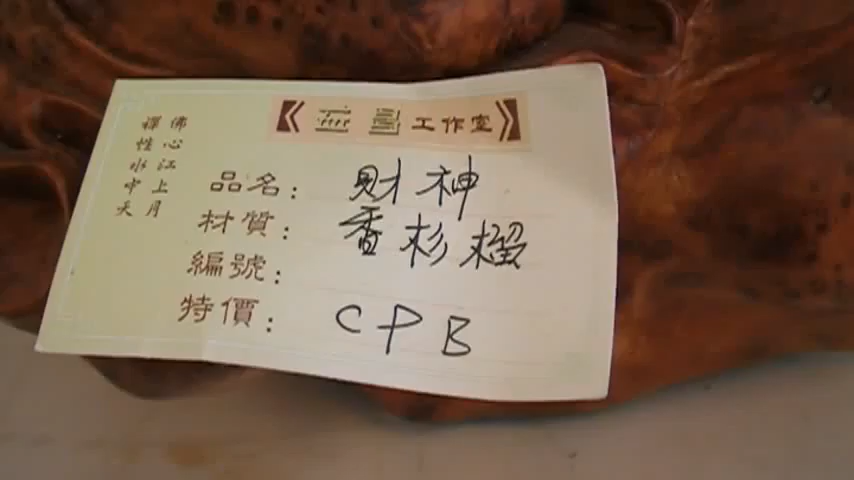 工作室
佛心江上月
禪性水中天
品名： 財神
材質： 香杉榴
編號：
特價： CPB